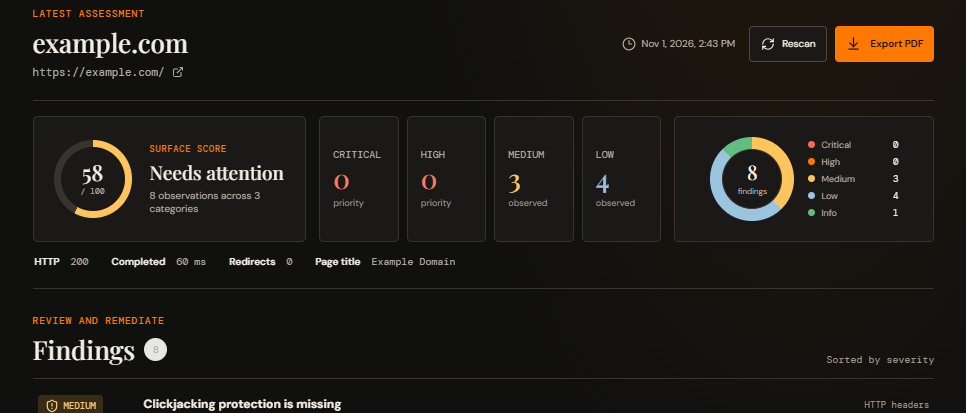 LATEST ASSESSMENT
example.com
Nov 1, 2026, 2:43 PM
Rescan
Export PDF
https://example.com/
58
/ 100
SURFACE SCORE
Needs attention
8 observations across 3
categories
CRITICAL
0
priority
HIGH
0
priority
MEDIUM
3
observed
LOW
4
observed
8
findings
Critical 0
High 0
Medium 3
Low 4
Info 1
HTTP 200 Completed 60 ms Redirects 0 Page title Example Domain
REVIEW AND REMEDIATE
Findings 8
Sorted by severity
MEDIUM
Clickjacking protection is missing
HTTP headers